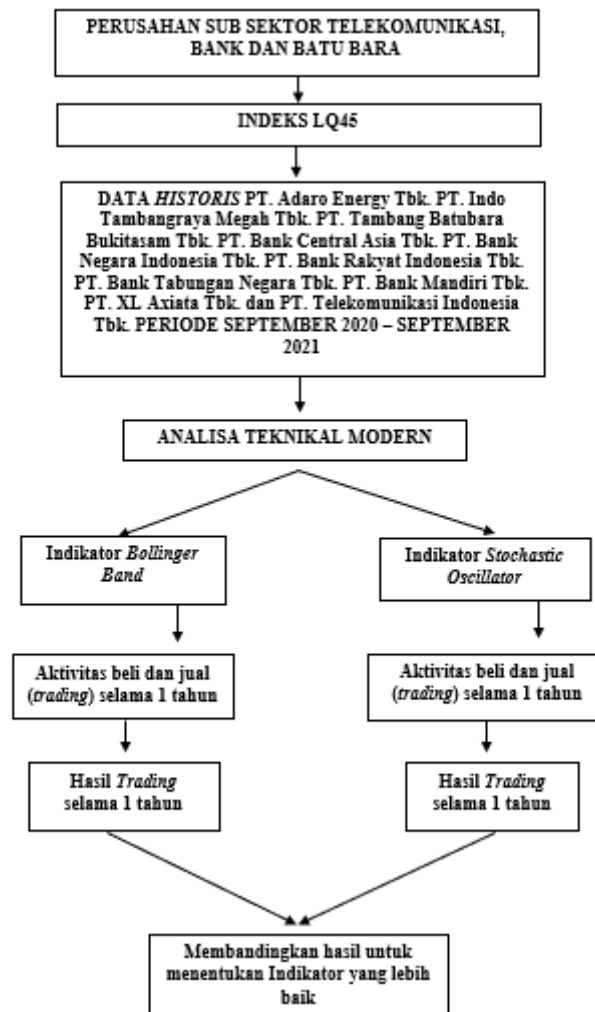 PERUSAHAN SUB SEKTOR TELEKOMUNIKASI,
BANK DAN BATU BARA
INDEKS LQ45
DATA HISTORIS PT. Adaro Energy Tbk. PT. Indo
Tambangraya Megah Tbk. PT. Tambang Batubara
Bukitasam Tbk. PT. Bank Central Asia Tbk. PT. Bank
Negara Indonesia Tbk. PT. Bank Rakyat Indonesia Tbk.
PT. Bank Tabungan Negara Tbk. PT. Bank Mandiri Tbk.
PT. XL Axiata Tbk. dan PT. Telekomunikasi Indonesia
Tbk. PERIODE SEPTEMBER 2020 – SEPTEMBER
2021
ANALISA TEKNIKAL MODERN
Indikator Bollinger
Band
Indikator Stochastic
Oscillator
Aktivitas beli dan jual
(trading) selama 1 tahun
Aktivitas beli dan jual
(trading) selama 1 tahun
Hasil Trading
selama 1 tahun
Hasil Trading
selama 1 tahun
Membandingkan hasil untuk
menentukan Indikator yang lebih
baik